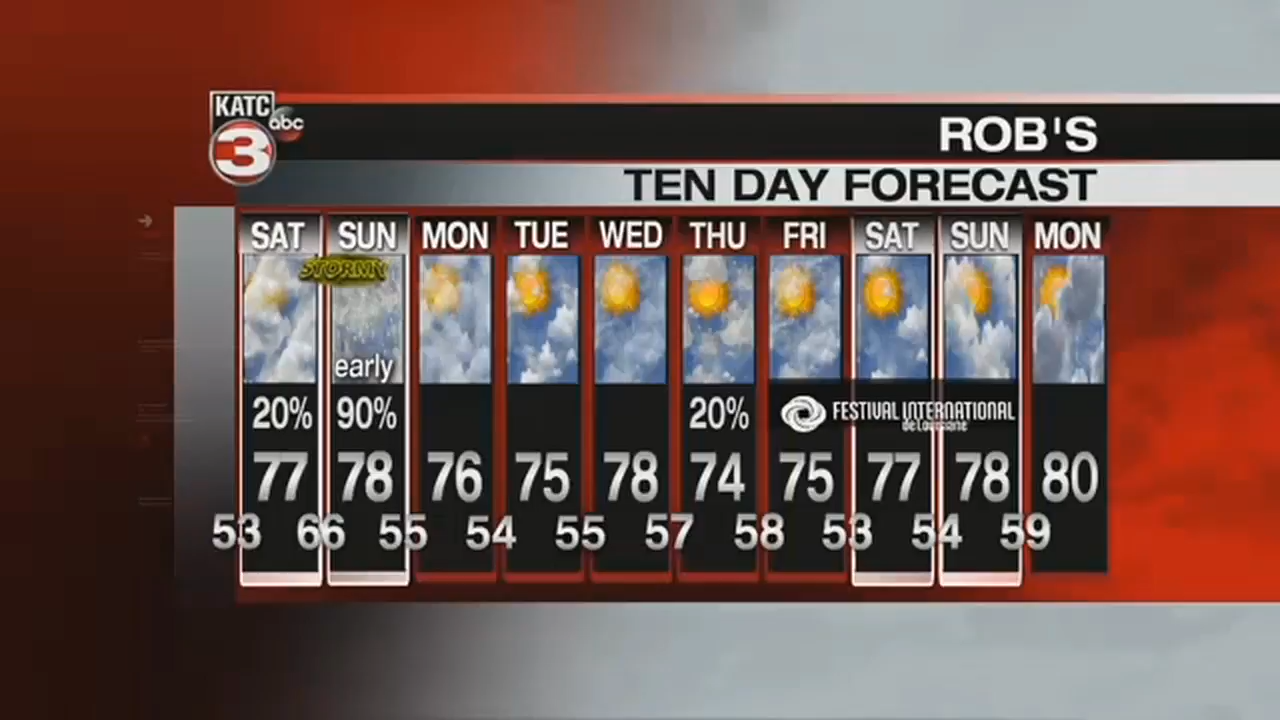 KATC
abc
3
ROB'S
TEN DAY FORECAST
SAT SUN MON TUE WED THU FRI SAT SUN MON
STORMY
early
20% 90% 20%
FESTIVAL INTERNATIONAL
de Louisiane
77 78 76 75 78 74 75 77 78 80
53 66 55 54 55 57 58 53 54 59